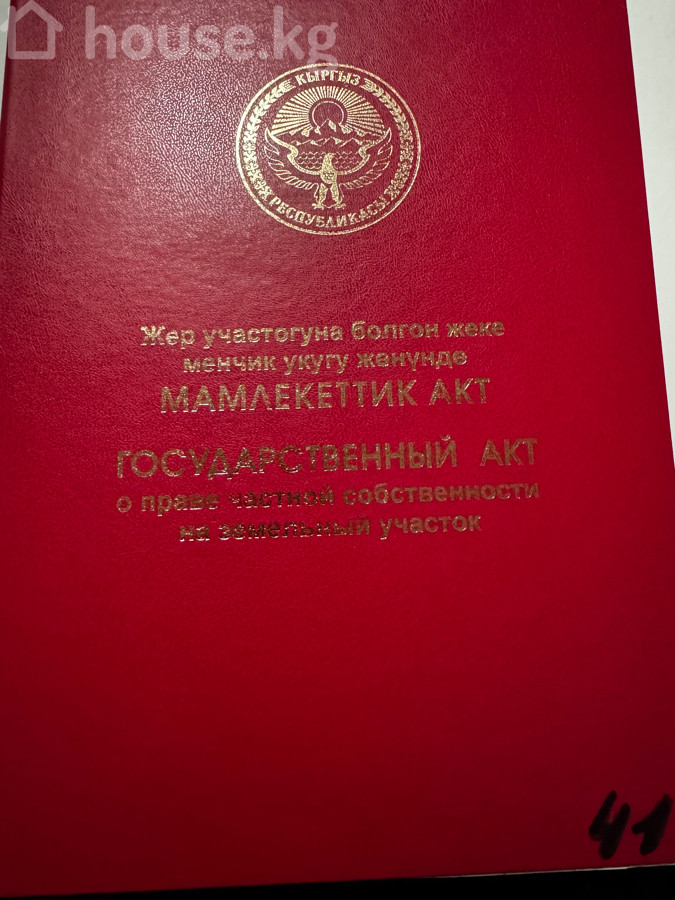 house.kg
КЫРГЫЗ
РЕСПУБЛИКАСЫ
Жер участогуна болгон жеке
менчик укугу жөнүндө
МАМЛЕКЕТТИК АКТ
ГОСУДАРСТВЕННЫЙ АКТ
о праве частной собственности
на земельный участок
41